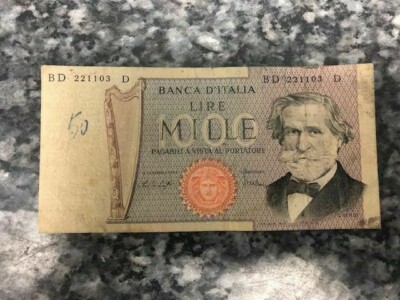 BD 221103 D
BD 221103 D
BANCA D'ITALIA
LIRE
50
MILLE
PAGABILI A VISTA AL PORTATORE